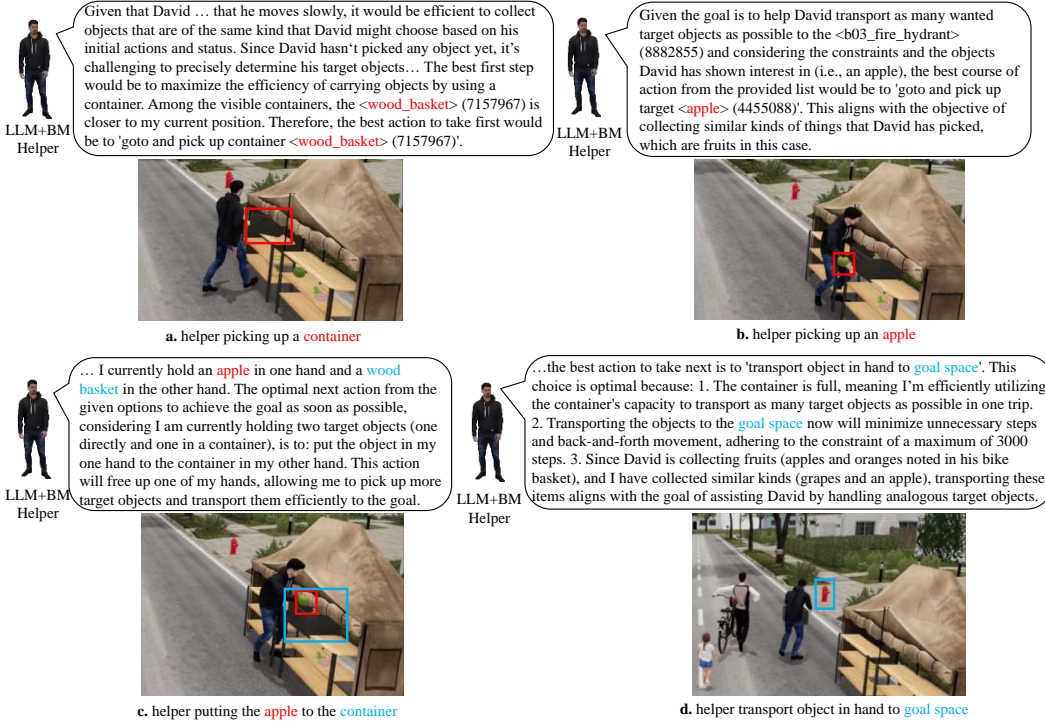 Given that David … that he moves slowly, it would be efficient to collect
objects that are of the same kind that David might choose based on his
initial actions and status. Since David hasn‘t picked any object yet, it’s
challenging to precisely determine his target objects… The best first step
would be to maximize the efficiency of carrying objects by using a
container. Among the visible containers, the <wood_basket> (7157967) is
closer to my current position. Therefore, the best action to take first would
be to 'goto and pick up container <wood_basket> (7157967)'.
LLM+BM
Helper
a. helper picking up a container
Given the goal is to help David transport as many wanted
target objects as possible to the <b03_fire_hydrant>
(8882855) and considering the constraints and the objects
David has shown interest in (i.e., an apple), the best course of
action from the provided list would be to 'goto and pick up
target <apple> (4455088)'. This aligns with the objective of
collecting similar kinds of things that David has picked,
which are fruits in this case.
LLM+BM
Helper
b. helper picking up an apple
… I currently hold an apple in one hand and a wood
basket in the other hand. The optimal next action from the
given options to achieve the goal as soon as possible,
considering I am currently holding two target objects (one
directly and one in a container), is to: put the object in my
one hand to the container in my other hand. This action
will free up one of my hands, allowing me to pick up more
target objects and transport them efficiently to the goal.
LLM+BM
Helper
c. helper putting the apple to the container
…the best action to take next is to 'transport object in hand to goal space'. This
choice is optimal because: 1. The container is full, meaning I’m efficiently utilizing
the container's capacity to transport as many target objects as possible in one trip.
2. Transporting the objects to the goal space now will minimize unnecessary steps
and back-and-forth movement, adhering to the constraint of a maximum of 3000
steps. 3. Since David is collecting fruits (apples and oranges noted in his bike
basket), and I have collected similar kinds (grapes and an apple), transporting these
items aligns with the goal of assisting David by handling analogous target objects.
LLM+BM
Helper
d. helper transport object in hand to goal space